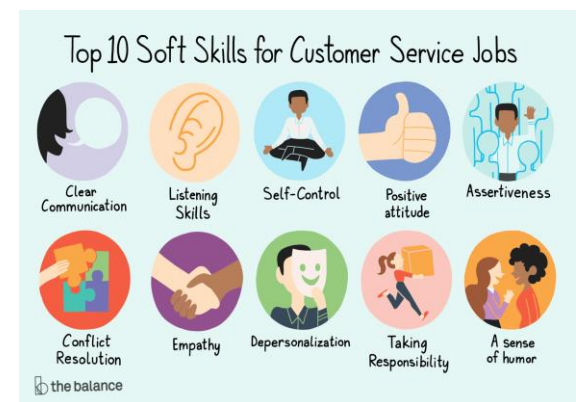 Top 10 Soft Skills for Customer Service Jobs
Clear
Communication
Listening
Skills
Self-Control
Positive
attitude
Assertiveness
Conflict
Resolution
Empathy
Depersonalization
Taking
Responsibility
A sense
of humor
the balance